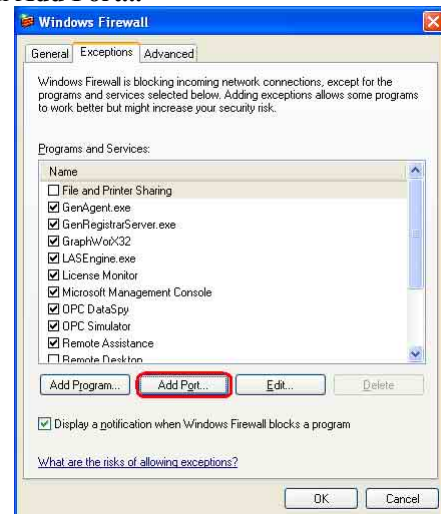 Windows Firewall
General Exceptions Advanced
Windows Firewall is blocking incoming network connections, except for the
programs and services selected below. Adding exceptions allows some programs
to work better but might increase your security risk.
Programs and Services:
Name
File and Printer Sharing
GenAgent.exe
GenRegistrarServer.exe
GraphWorX32
LASEngine.exe
License Monitor
Microsoft Management Console
OPC DataSpy
OPC Simulator
Remote Assistance
Remote Desktop
Add Program... Add Port... Edit... Delete
Display a notification when Windows Firewall blocks a program
What are the risks of allowing exceptions?
OK Cancel